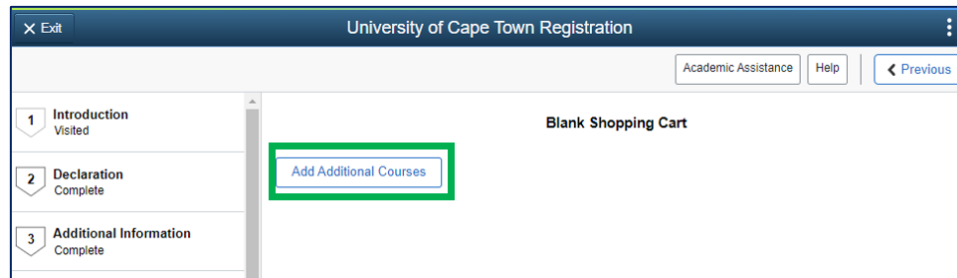 Exit
University of Cape Town Registration
Academic Assistance
Help
Previous
1
Introduction
Visited
Blank Shopping Cart
Add Additional Courses
2
Declaration
Complete
3
Additional Information
Complete